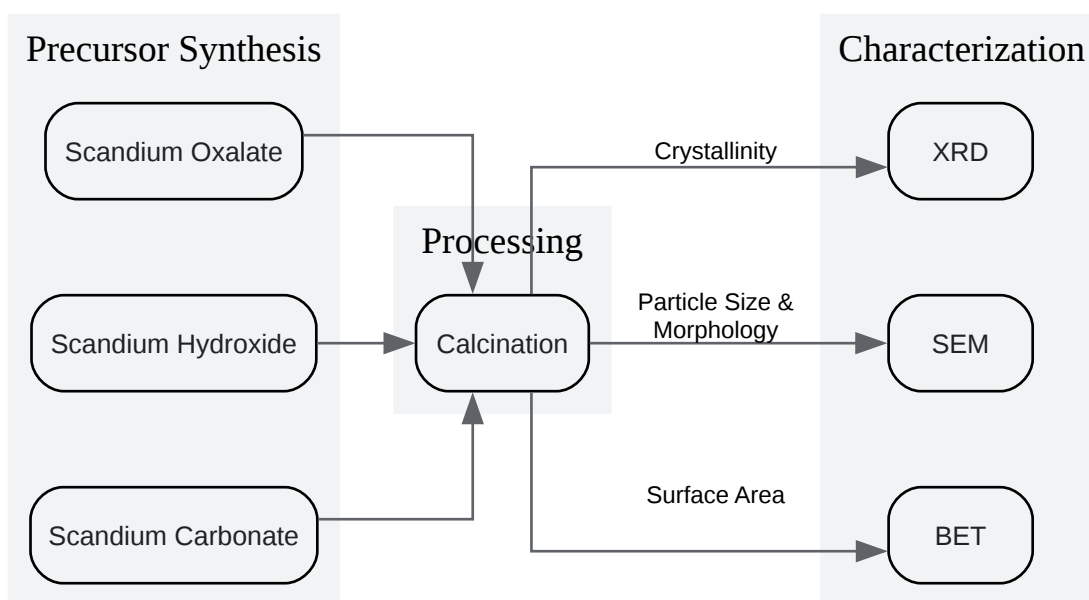 Precursor Synthesis
Characterization
Scandium Oxalate
Crystallinity
XRD
Processing
Scandium Hydroxide
Calcination
Particle Size &
Morphology
SEM
Scandium Carbonate
Surface Area
BET